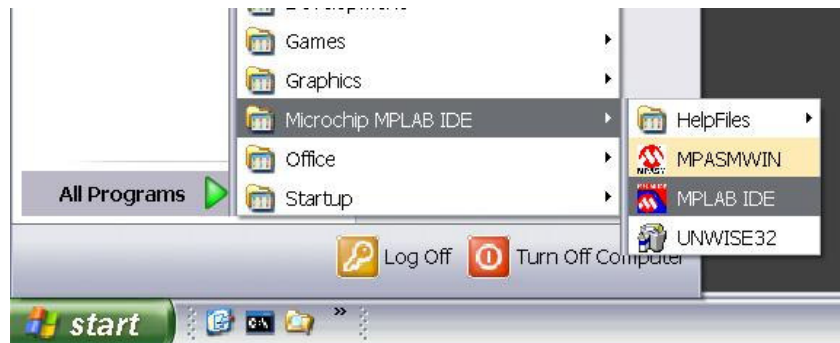 Games
Graphics
Microchip MPLAB IDE
HelpFiles
Office
MPASMWIN
All Programs
Startup
MPLAB IDE
UNWISE32
Log Off
Turn Off Computer
start